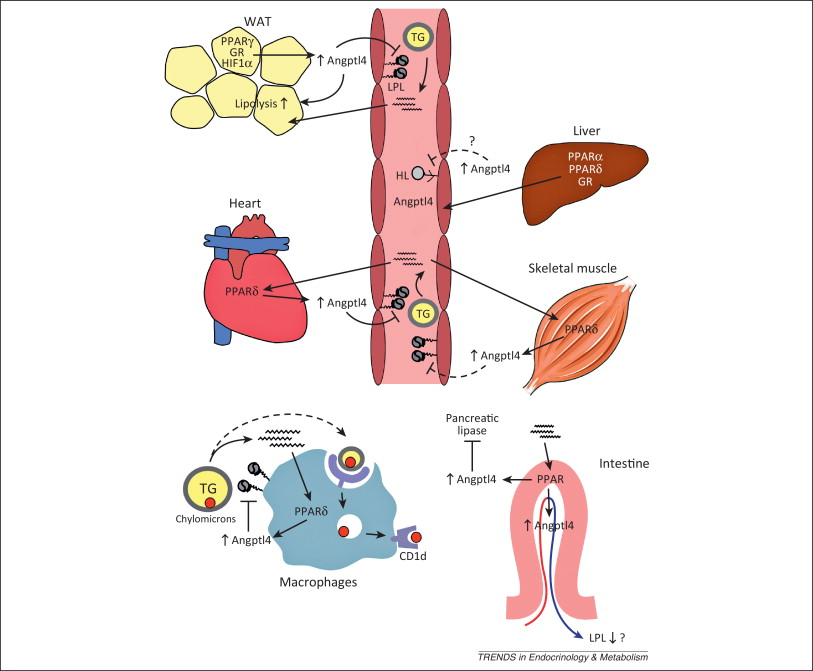 WAT
PPARγ
GR
HIF1α
↑ Angptl4
TG
LPL
Lipolysis ↑
?
↑ Angptl4
HL
Angptl4
Liver
PPARα
PPARδ
GR
Heart
PPARδ
↑ Angptl4
TG
Skeletal muscle
PPARδ
↑ Angptl4
TG
Chylomicrons
↑ Angptl4
PPARδ
CD1d
Macrophages
Pancreatic
lipase
↑ Angptl4
PPAR
Intestine
↑ Angptl4
LPL ↓ ?
TRENDS in Endocrinology & Metabolism